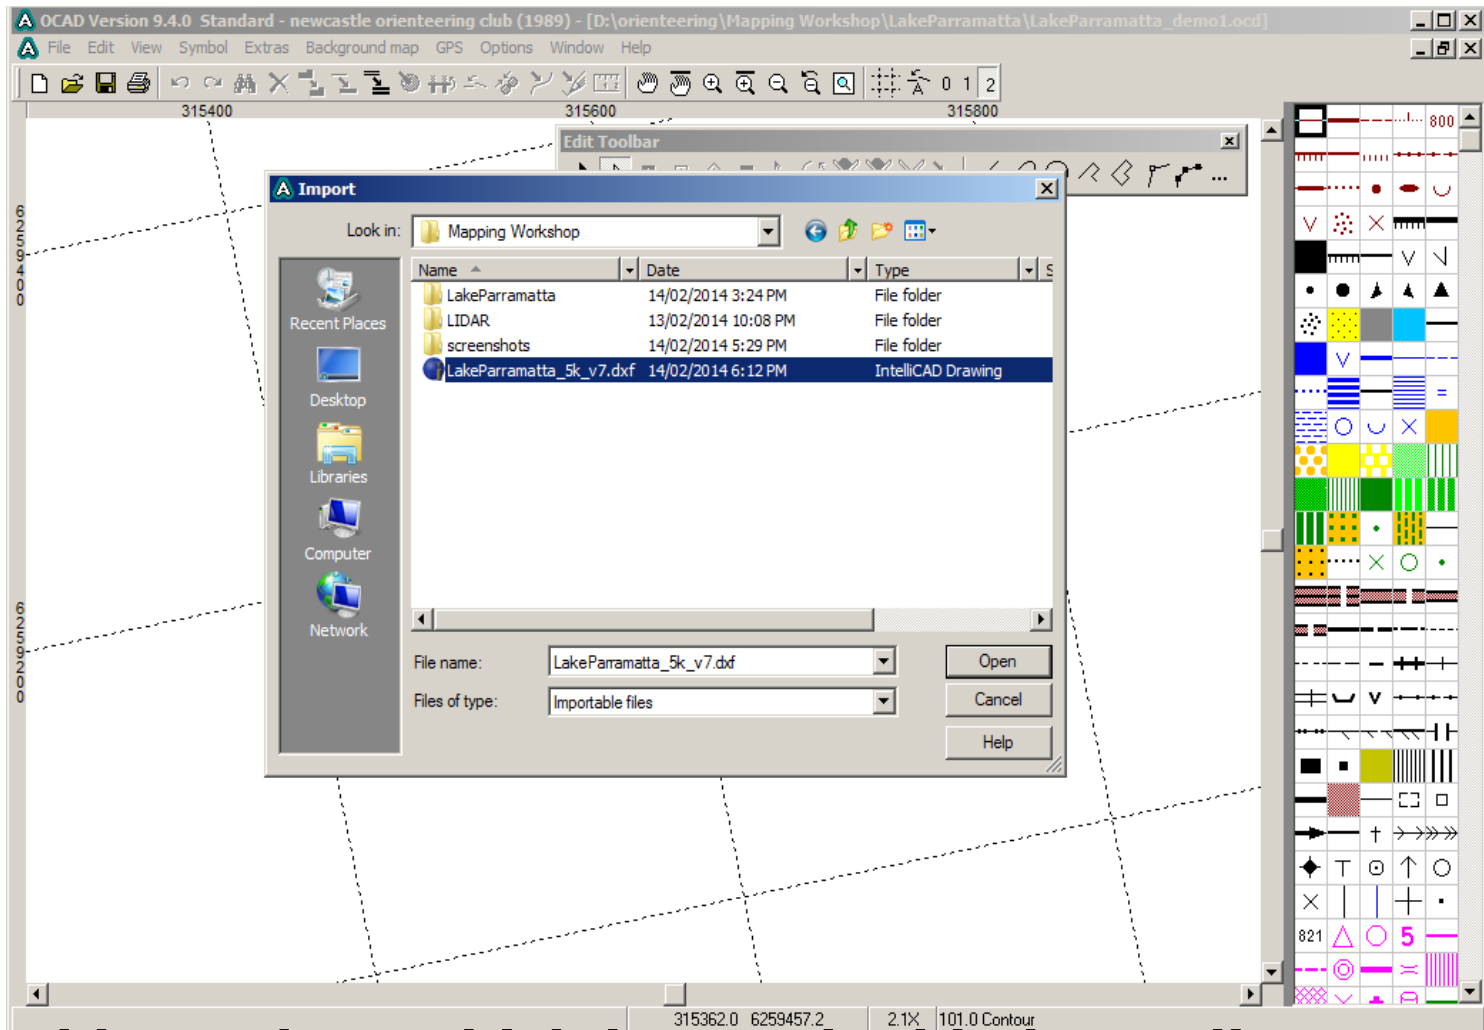 OCAD Version 9.4.0 Standard - newcastle orienteering club (1989) - [D:\orienteering\Mapping Workshop\LakeParramatta\LakeParramatta_demo1.ocd]
File Edit View Symbol Extras Background map GPS Options Window Help
0 1 2
315400 315600 315800
800
Edit Toolbar
Import
Look in: Mapping Workshop
Name Date Type S
LakeParramatta 14/02/2014 3:24 PM File folder
LIDAR 13/02/2014 10:08 PM File folder
screenshots 14/02/2014 5:29 PM File folder
LakeParramatta_5k_v7.dxf 14/02/2014 6:12 PM IntelliCAD Drawing
Recent Places
Desktop
Libraries
Computer
Network
File name: LakeParramatta_5k_v7.dxf Open
Files of type: Importable files Cancel
Help
6259400
6259200
821 5
315362.0 6259457.2 2.1X 101.0 Contour